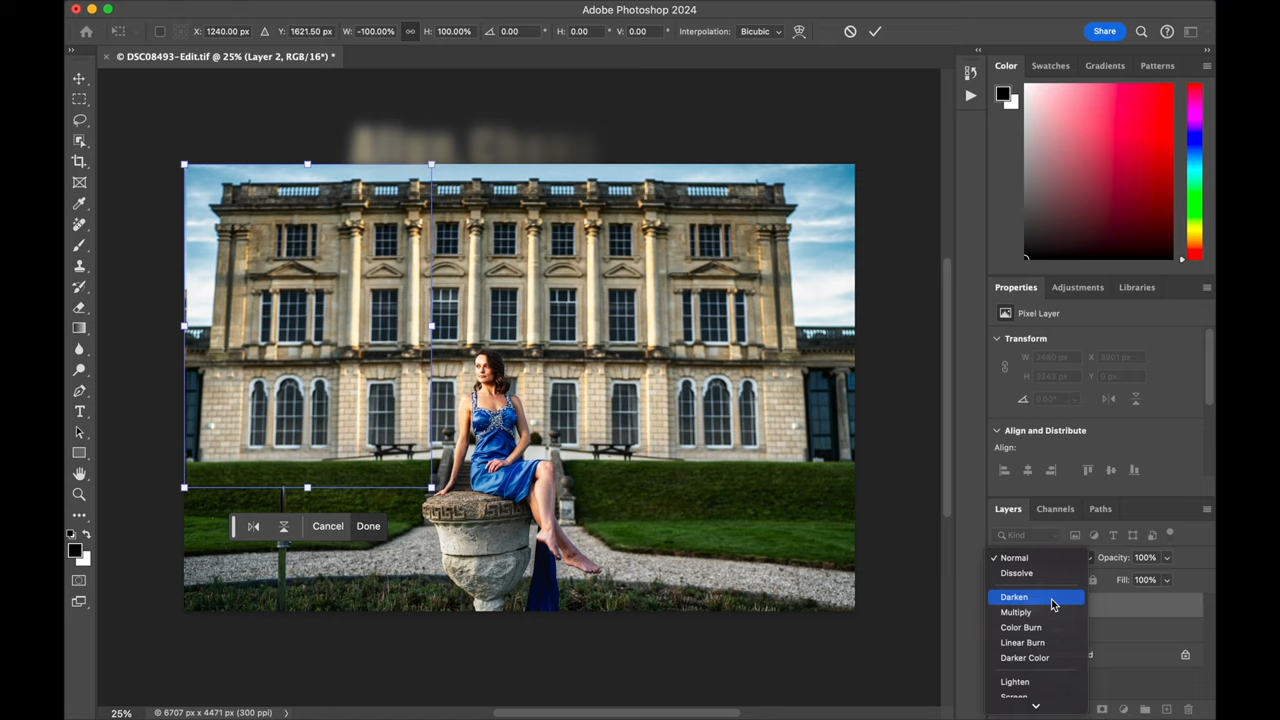 Adobe Photoshop 2024
X: 1240.00 px Y: 1621.50 px W: -100.00% H: 100.00% 0.00 ° H: 0.00 ° V: 0.00 ° Interpolation: Bicubic Share
© DSC08493-Edit.tif @ 25% (Layer 2, RGB/16*) *
Color Swatches Gradients Patterns
Align
Properties Adjustments Libraries
Pixel Layer
Transform
W 2480 px X 3901 px
H 3243 px Y 0 px
0.00°
Align and Distribute
Align:
Layers Channels Paths
Kind
Cancel Done
Normal Opacity: 100%
Dissolve Fill: 100%
Darken
Multiply
Color Burn
Linear Burn
Darker Color
Lighten
Screen
25% © 6707 px x 4471 px (300 ppi)